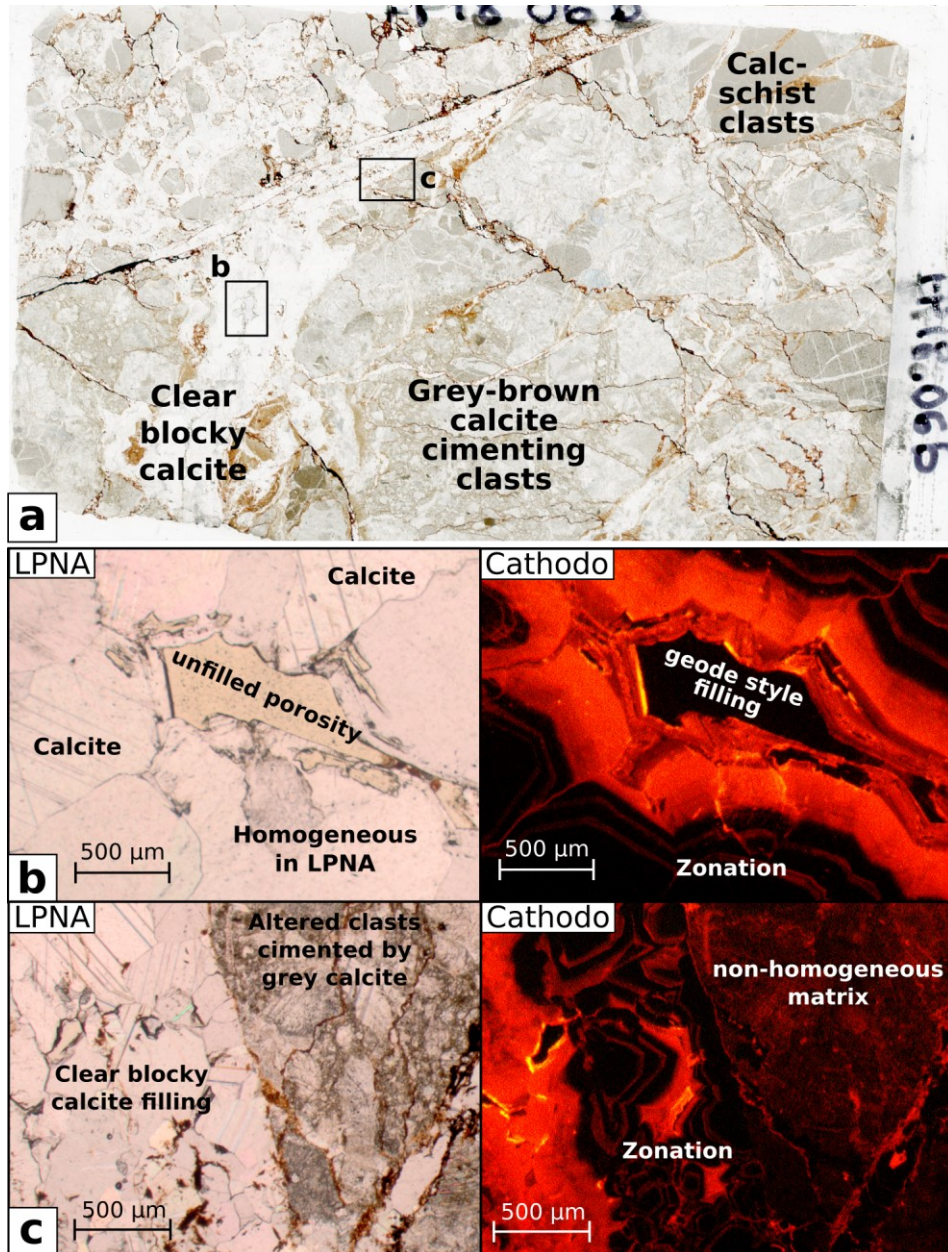 Calc-
schist
clasts
c
b
Clear
blocky
calcite
Grey-brown
calcite
cimenting
clasts
a
LPNA
Calcite
unfilled porosity
Calcite
Homogeneous
in LPNA
500 µm
b
Cathodo
geode style
filling
500 µm
Zonation
LPNA
Altered clasts
cimented by
grey calcite
Clear blocky
calcite filling
500 µm
c
Cathodo
non-homogeneous
matrix
Zonation
500 µm